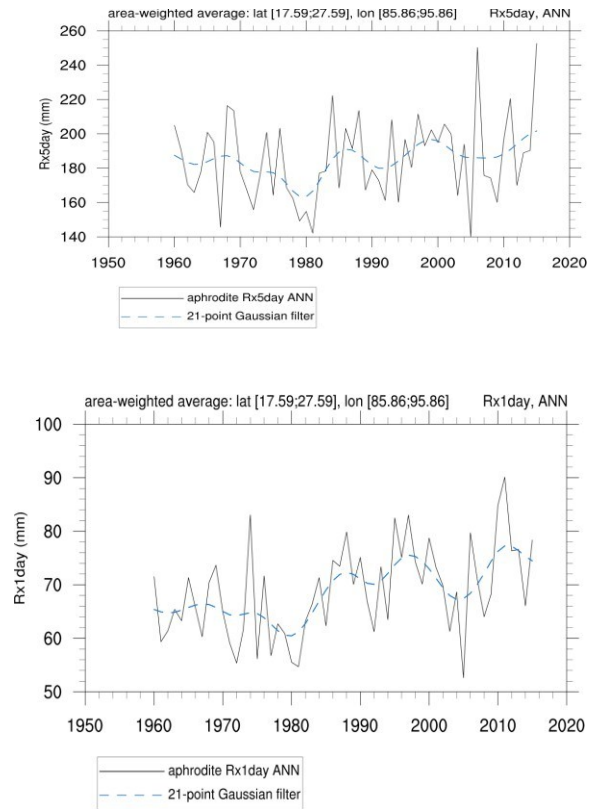 area-weighted average: lat [17.59;27.59], lon [85.86;95.86] Rx5day, ANN
260
240
220
200
180
160
140
Rx5day (mm)
1950 1960 1970 1980 1990 2000 2010 2020
aphrodite Rx5day ANN
21-point Gaussian filter
area-weighted average: lat [17.59;27.59], lon [85.86;95.86] Rx1day, ANN
100
90
80
70
60
50
Rx1day (mm)
1950 1960 1970 1980 1990 2000 2010 2020
aphrodite Rx1day ANN
21-point Gaussian filter